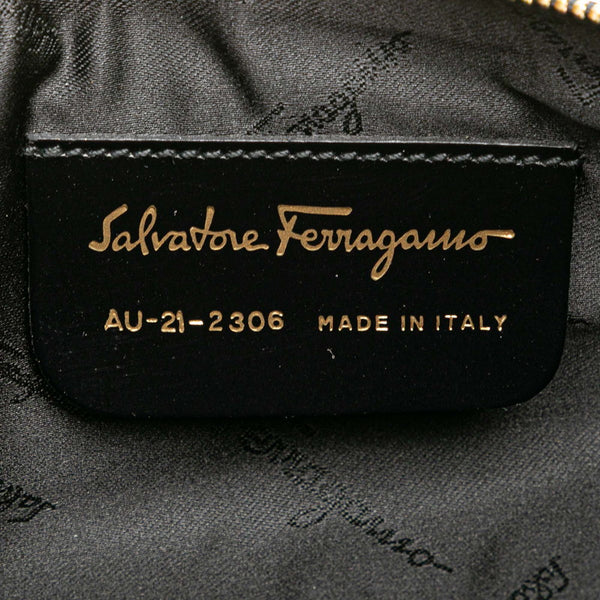 Salvatore Ferragamo
AU-21-2306 MADE IN ITALY